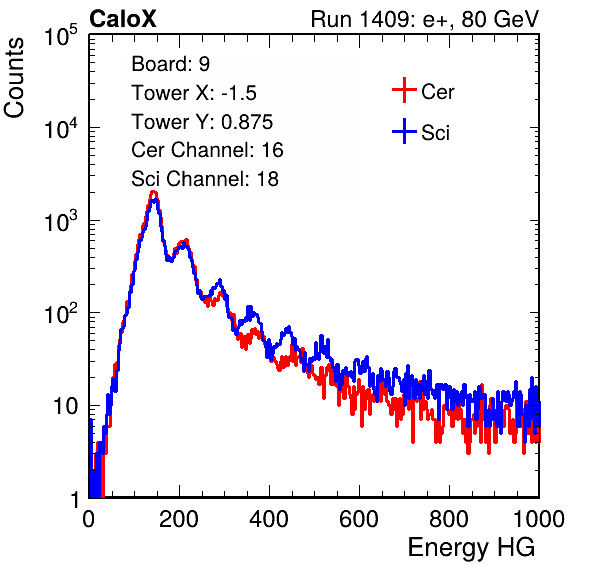 CaloX Run 1409: e+, 80 GeV
Counts
Board: 9
Tower X: -1.5
Tower Y: 0.875
Cer Channel: 16
Sci Channel: 18
Cer
Sci
10^5
10^4
10^3
10^2
10
1
0 200 400 600 800 1000
Energy HG